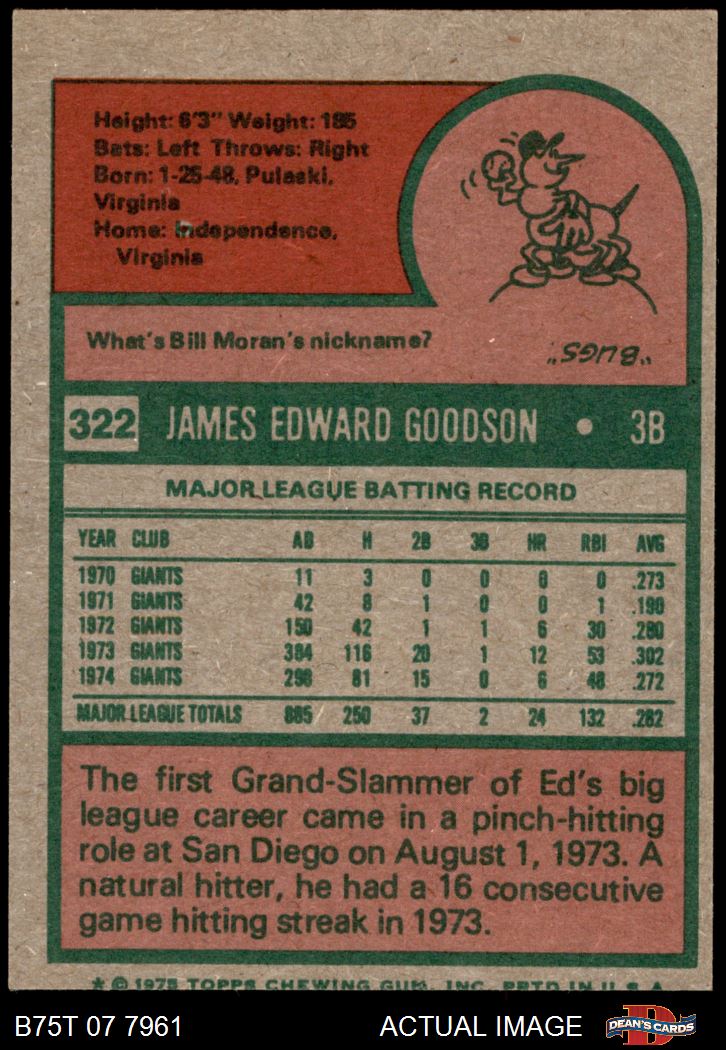 Height: 6'3" Weight: 185
Bats: Left Throws: Right
Born: 1-25-48, Pulaski,
Virginia
Home: Independence,
Virginia
What's Bill Moran's nickname?
"BUGS."
322 JAMES EDWARD GOODSON • 3B
MAJOR LEAGUE BATTING RECORD
YEAR CLUB AB H 2B 3B HR RBI AVG
1970 GIANTS 11 3 0 0 0 0 .273
1971 GIANTS 42 8 1 0 0 1 .190
1972 GIANTS 150 42 1 1 6 30 .280
1973 GIANTS 384 116 20 1 12 53 .302
1974 GIANTS 298 81 15 0 6 48 .272
MAJOR LEAGUE TOTALS 885 250 37 2 24 132 .282
The first Grand-Slammer of Ed's big
league career came in a pinch-hitting
role at San Diego on August 1, 1973. A
natural hitter, he had a 16 consecutive
game hitting streak in 1973.
* © 1975 TOPPS CHEWING GUM, INC. PRTD IN U.S.A
B75T 07 7961 ACTUAL IMAGE
DEAN'S CARDS